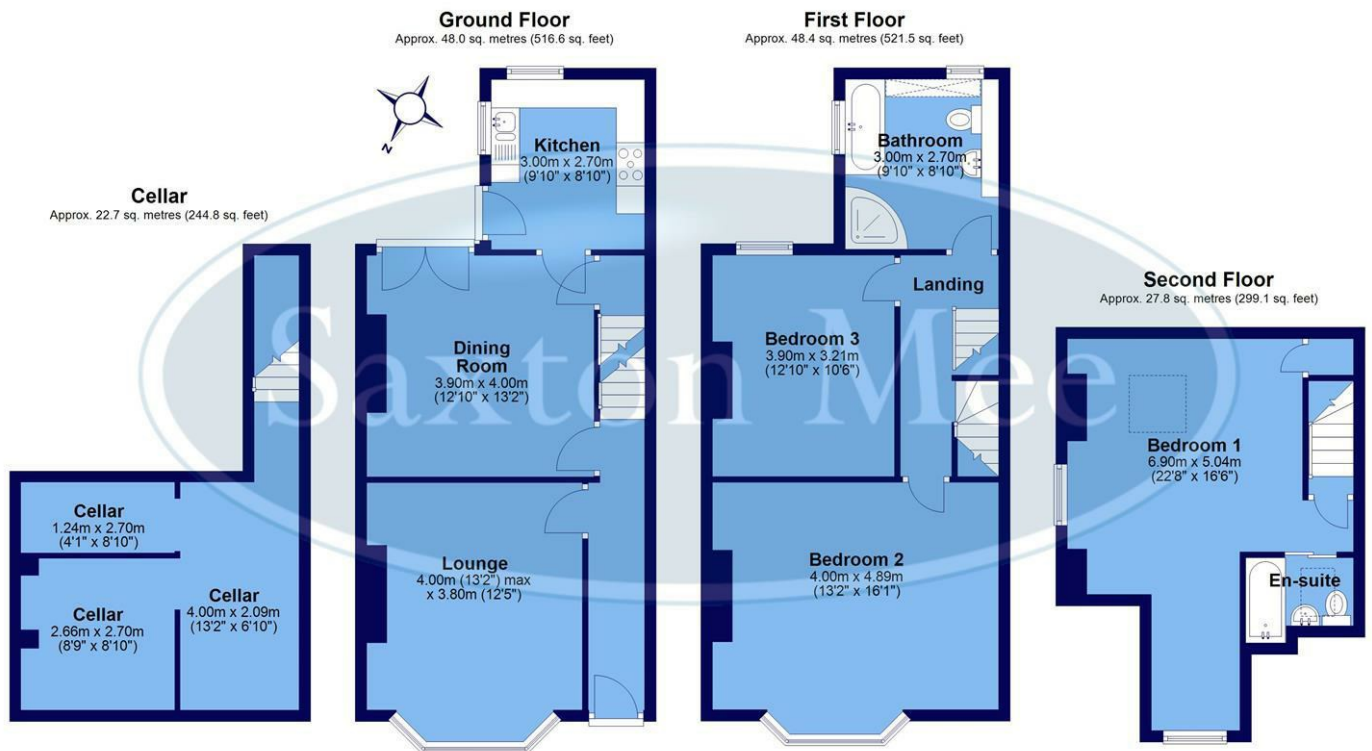 Ground Floor
Approx. 48.0 sq. metres (516.6 sq. feet)
First Floor
Approx. 48.4 sq. metres (521.5 sq. feet)
N
Kitchen
3.00m x 2.70m
(9'10" x 8'10")
Bathroom
3.00m x 2.70m
(9'10" x 8'10")
Cellar
Approx. 22.7 sq. metres (244.8 sq. feet)
Landing
Second Floor
Approx. 27.8 sq. metres (299.1 sq. feet)
Dining
Room
3.90m x 4.00m
(12'10" x 13'2")
Bedroom 3
3.90m x 3.21m
(12'10" x 10'6")
Saxton Mee
Bedroom 1
6.90m x 5.04m
(22'8" x 16'6")
Cellar
1.24m x 2.70m
(4'1" x 8'10")
Lounge
4.00m (13'2") max
x 3.80m (12'5")
Bedroom 2
4.00m x 4.89m
(13'2" x 16'1")
En-suite
Cellar
2.66m x 2.70m
(8'9" x 8'10")
Cellar
4.00m x 2.09m
(13'2" x 6'10")